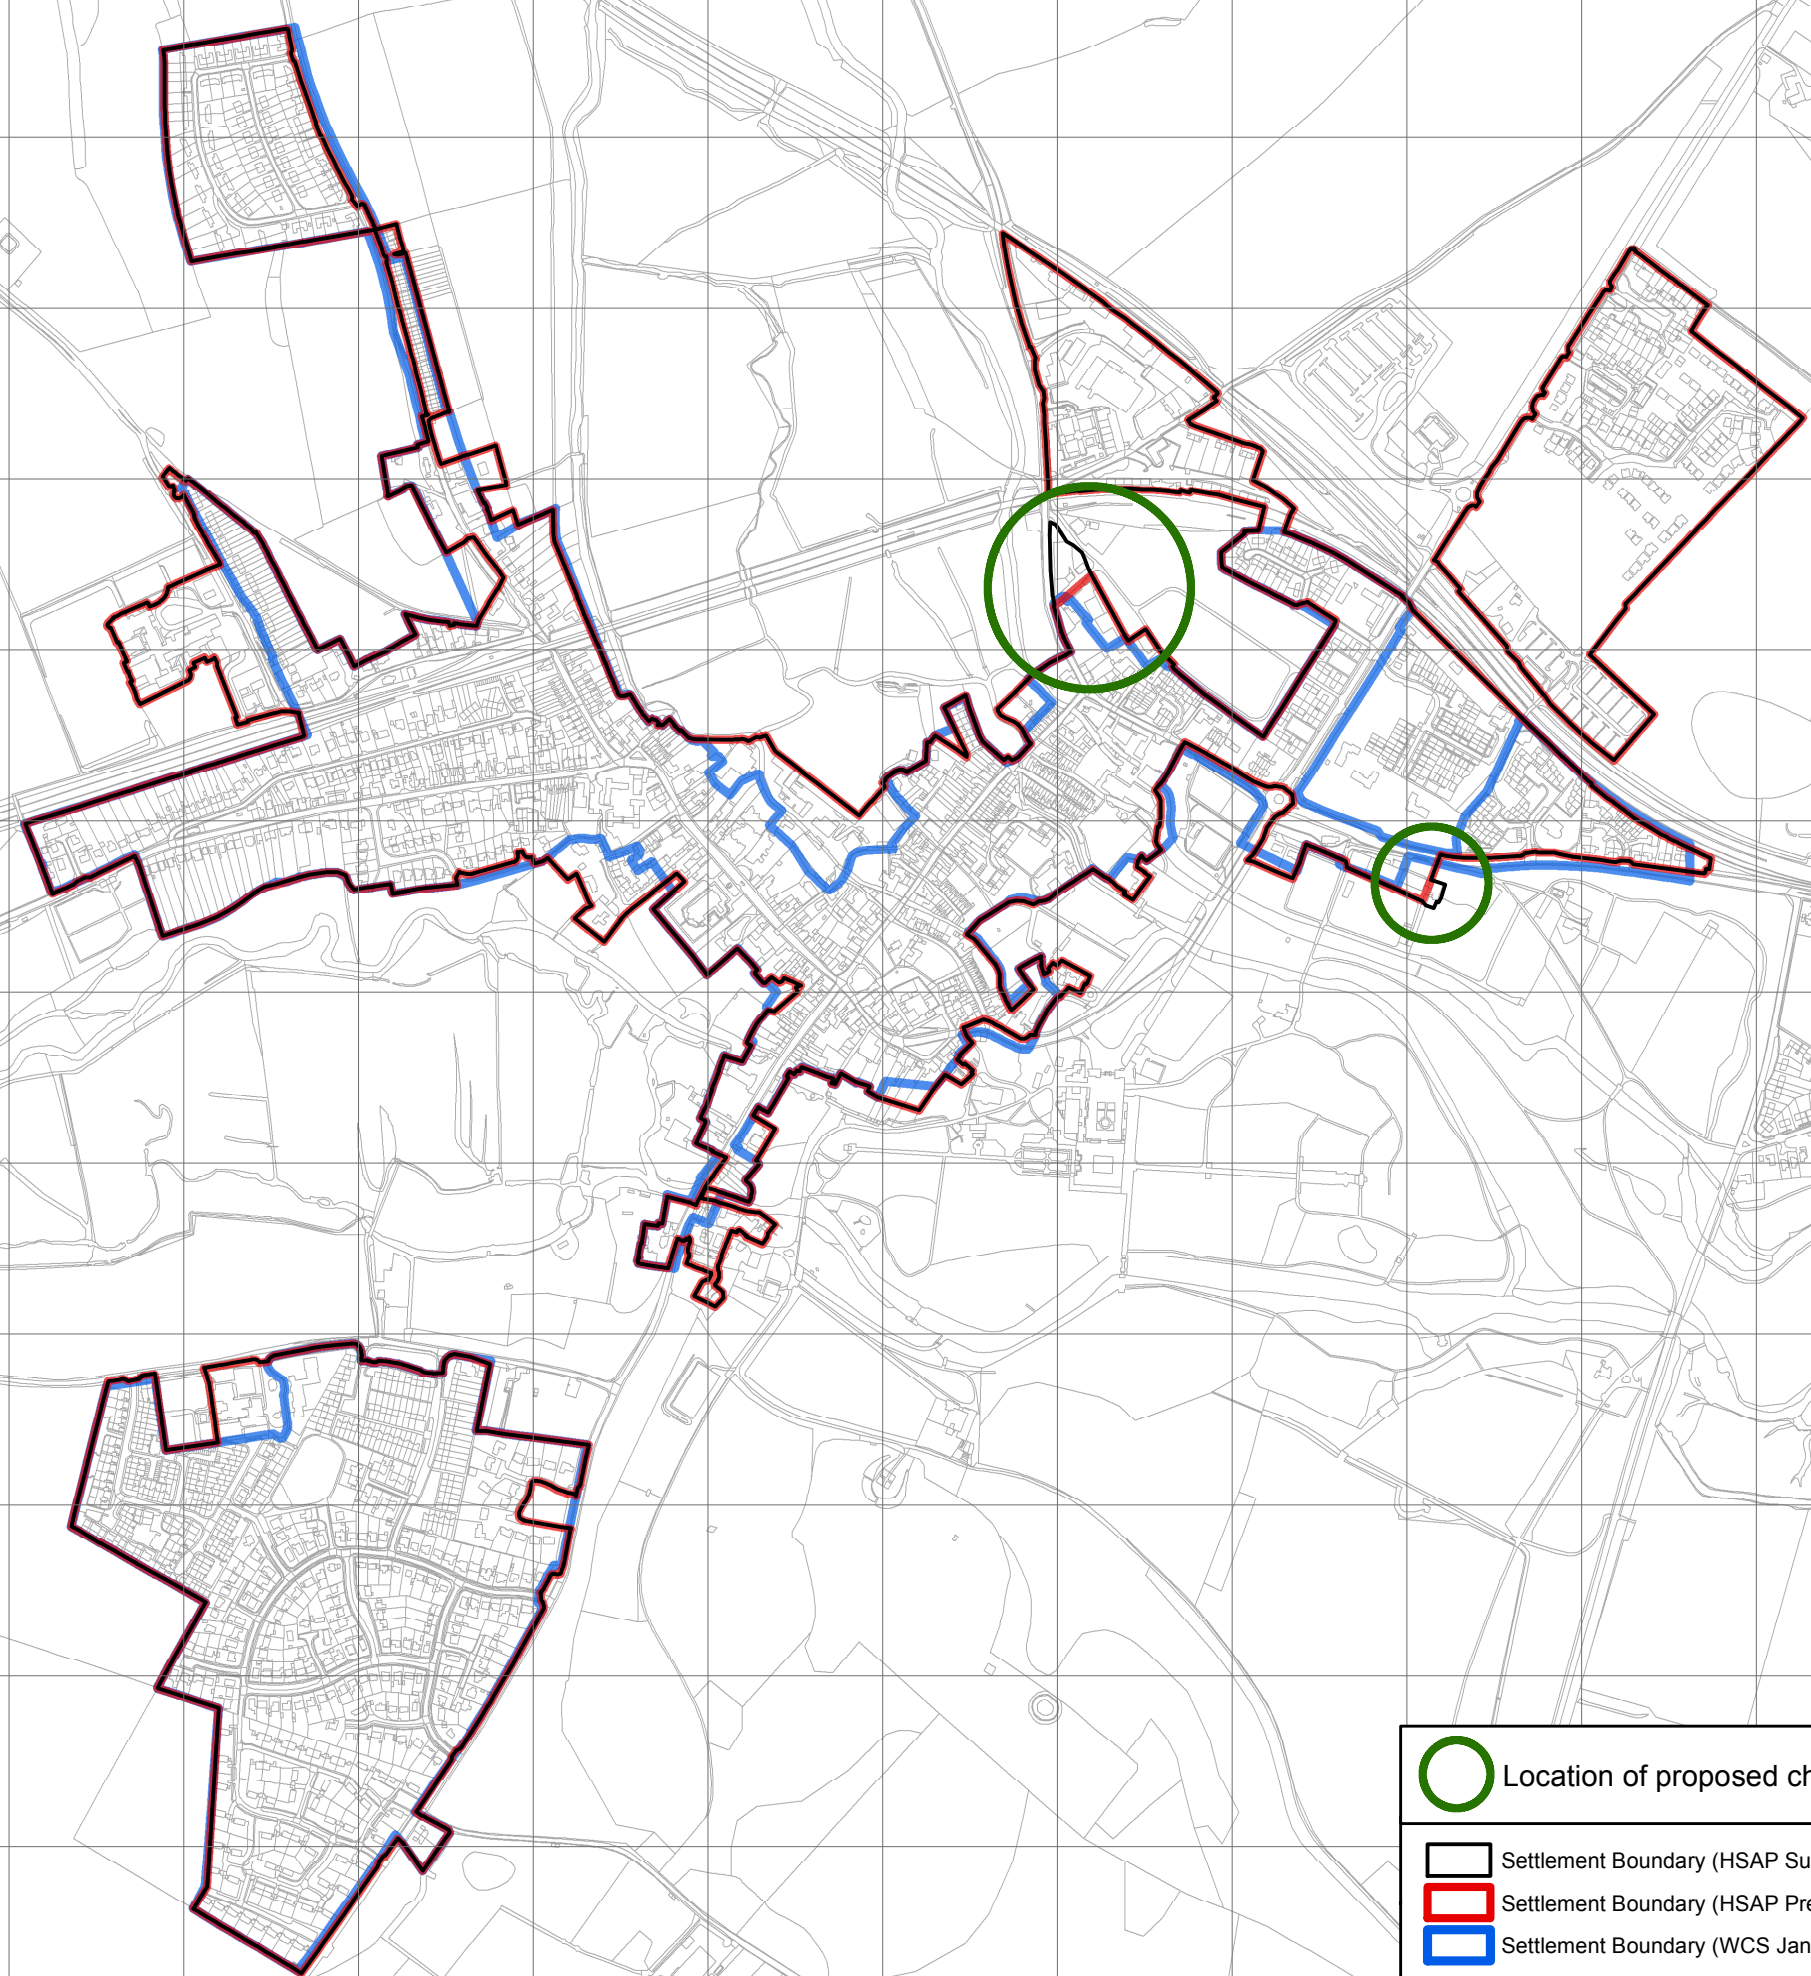 Location of proposed ch
Settlement Boundary (HSAP Su
Settlement Boundary (HSAP Pre
Settlement Boundary (WCS Jan